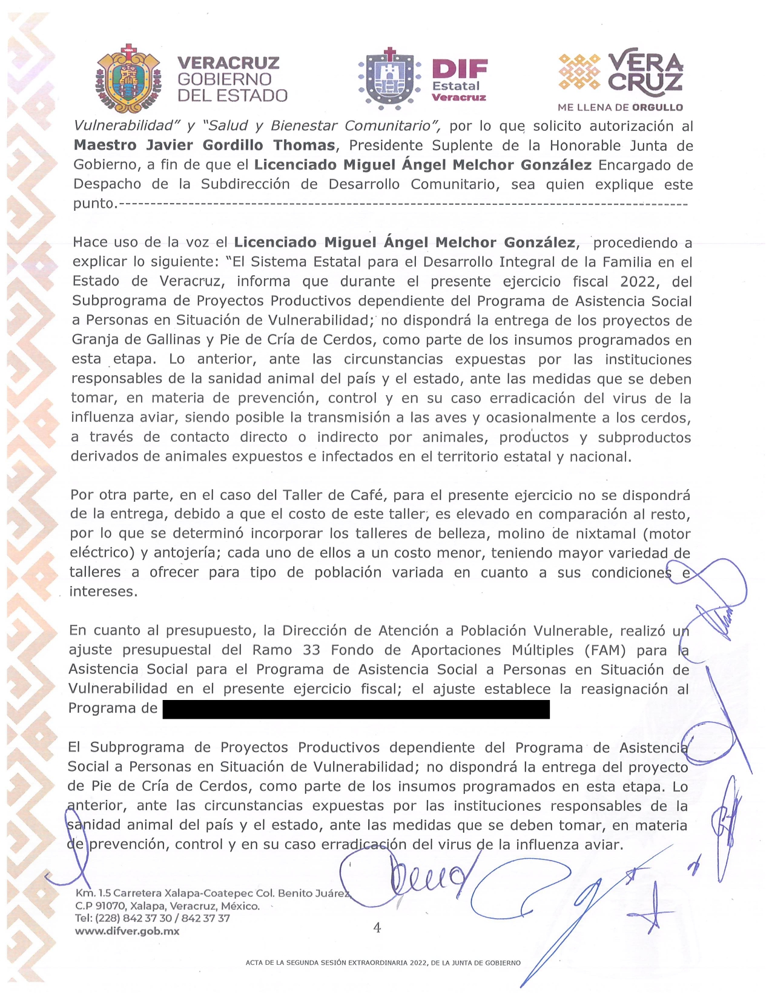 VERACRUZ
GOBIERNO
DEL ESTADO
DIF
Estatal
Veracruz
VERA
CRUZ
ME LLENA DE ORGULLO
Vulnerabilidad” y “Salud y Bienestar Comunitario”, por lo que solicito autorización al
Maestro Javier Gordillo Thomas, Presidente Suplente de la Honorable Junta de
Gobierno, a fin de que el Licenciado Miguel Ángel Melchor González Encargado de
Despacho de la Subdirección de Desarrollo Comunitario, sea quien explique este
punto.-----------------------------------------------------------------------------------------
Hace uso de la voz el Licenciado Miguel Ángel Melchor González, procediendo a
explicar lo siguiente: “El Sistema Estatal para el Desarrollo Integral de la Familia en el
Estado de Veracruz, informa que durante el presente ejercicio fiscal 2022, del
Subprograma de Proyectos Productivos dependiente del Programa de Asistencia Social
a Personas en Situación de Vulnerabilidad; no dispondrá la entrega de los proyectos de
Granja de Gallinas y Pie de Cría de Cerdos, como parte de los insumos programados en
esta etapa. Lo anterior, ante las circunstancias expuestas por las instituciones
responsables de la sanidad animal del país y el estado, ante las medidas que se deben
tomar, en materia de prevención, control y en su caso erradicación del virus de la
influenza aviar, siendo posible la transmisión a las aves y ocasionalmente a los cerdos,
a través de contacto directo o indirecto por animales, productos y subproductos
derivados de animales expuestos e infectados en el territorio estatal y nacional.
Por otra parte, en el caso del Taller de Café, para el presente ejercicio no se dispondrá
de la entrega, debido a que el costo de este taller, es elevado en comparación al resto,
por lo que se determinó incorporar los talleres de belleza, molino de nixtamal (motor
eléctrico) y antojería; cada uno de ellos a un costo menor, teniendo mayor variedad de
talleres a ofrecer para tipo de población variada en cuanto a sus condiciones e
intereses.
En cuanto al presupuesto, la Dirección de Atención a Población Vulnerable, realizó un
ajuste presupuestal del Ramo 33 Fondo de Aportaciones Múltiples (FAM) para la
Asistencia Social para el Programa de Asistencia Social a Personas en Situación de
Vulnerabilidad en el presente ejercicio fiscal; el ajuste establece la reasignación al
Programa de
El Subprograma de Proyectos Productivos dependiente del Programa de Asistencia
Social a Personas en Situación de Vulnerabilidad; no dispondrá la entrega del proyecto
de Pie de Cría de Cerdos, como parte de los insumos programados en esta etapa. Lo
anterior, ante las circunstancias expuestas por las instituciones responsables de la
sanidad animal del país y el estado, ante las medidas que se deben tomar, en materia
de prevención, control y en su caso erradicación del virus de la influenza aviar.
Km. 1.5 Carretera Xalapa-Coatepec Col. Benito Juárez,
C.P 91070, Xalapa, Veracruz, México.
Tel: (228) 842 37 30 / 842 37 37
www.difver.gob.mx
4
ACTA DE LA SEGUNDA SESIÓN EXTRAORDINARIA 2022, DE LA JUNTA DE GOBIERNO